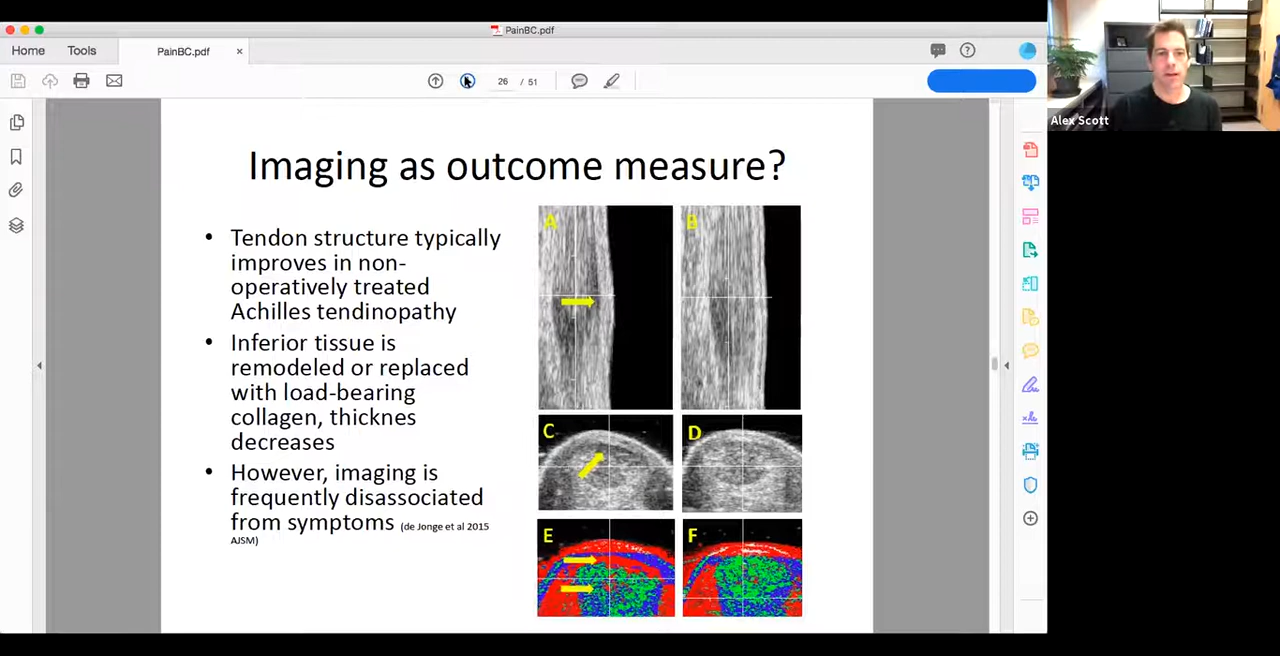 PainBC.pdf
Home
Tools
PainBC.pdf
×
26 / 51
Alex Scott
Imaging as outcome measure?
• Tendon structure typically
improves in non-
operatively treated
Achilles tendinopathy
• Inferior tissue is
remodeled or replaced
with load-bearing
collagen, thicknes
decreases
• However, imaging is
frequently disassociated
from symptoms (de Jonge et al 2015
AJSM)
A
B
C
D
E
F